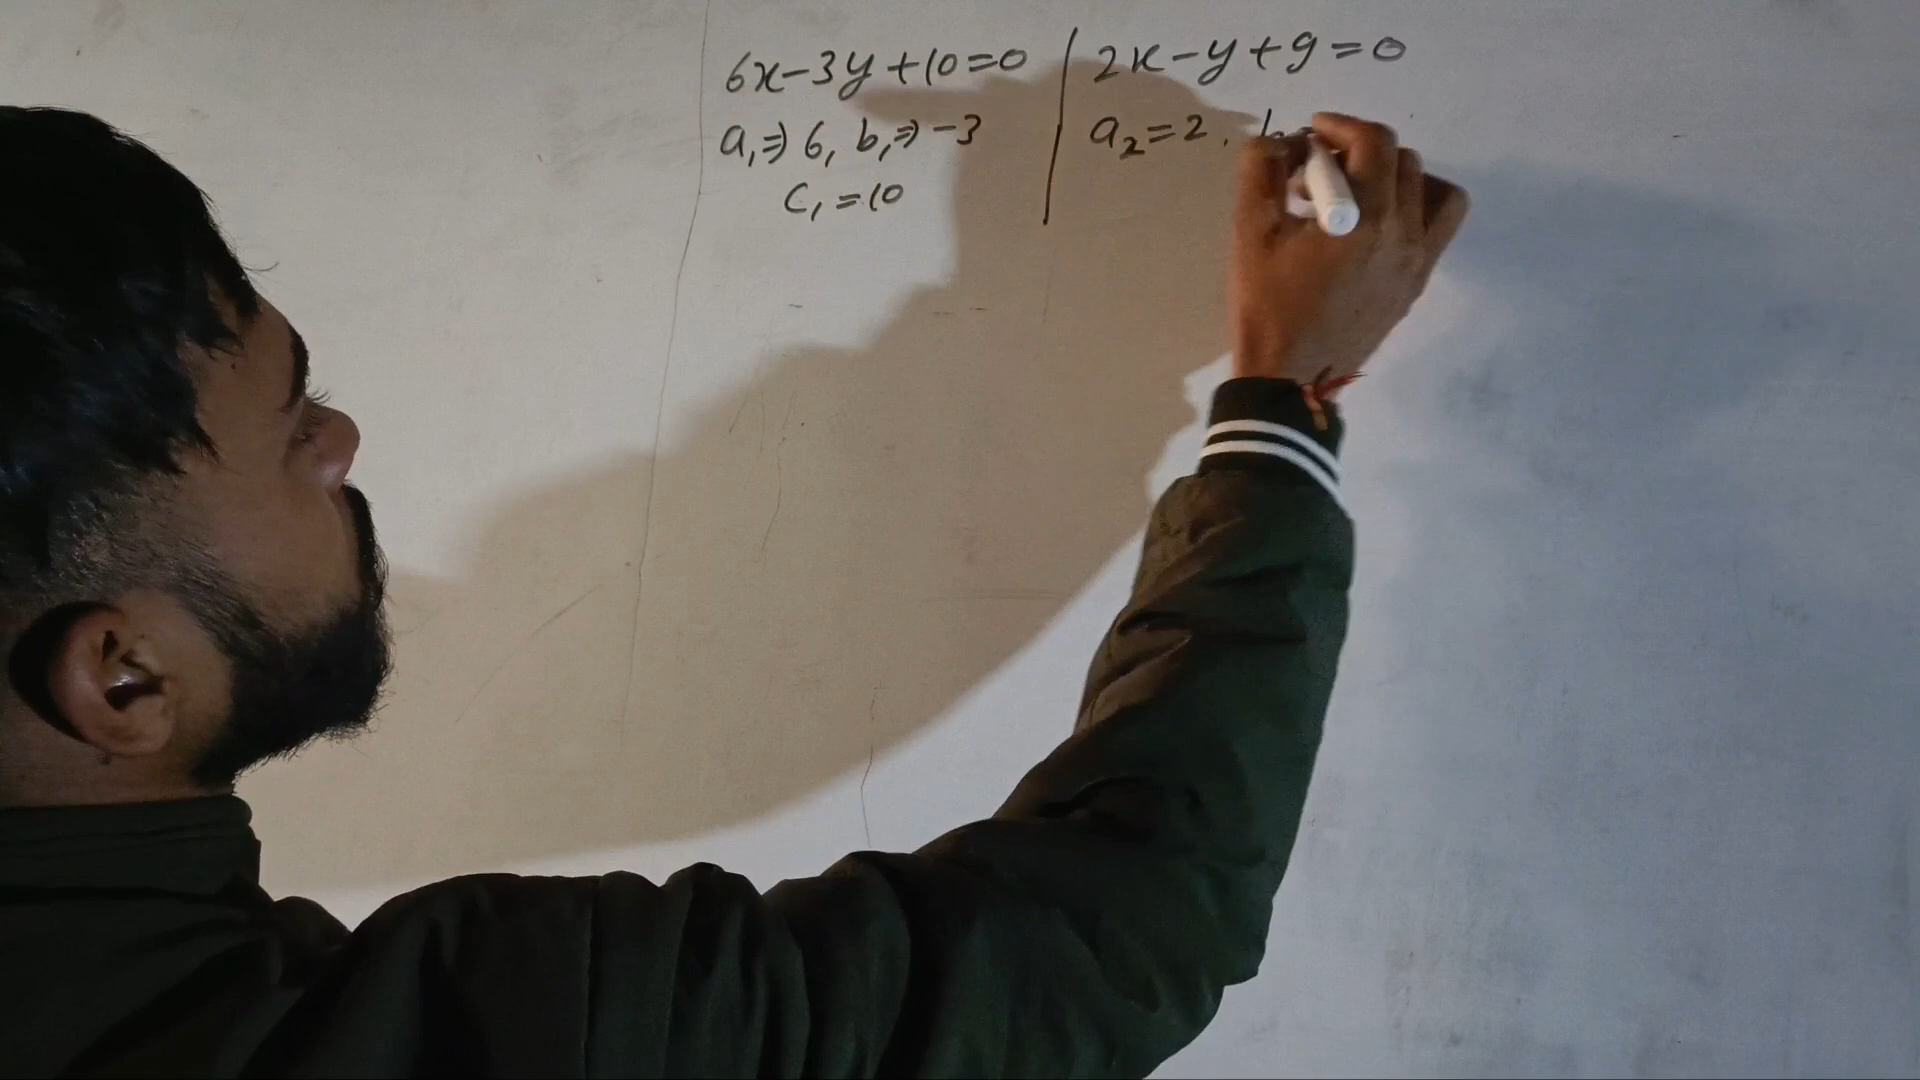 6x-3y+10=0
a₁⇒6, b₁⇒-3
c₁=10
2x-y+9=0
a₂=2, b